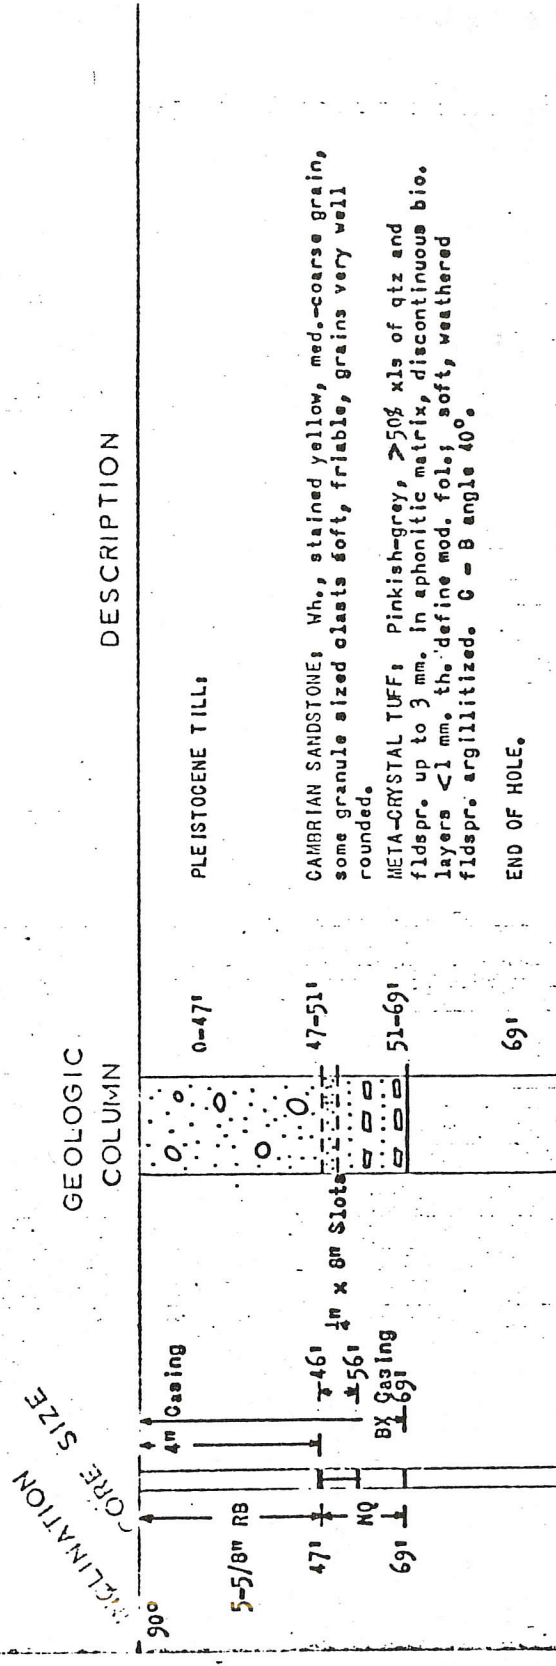 INCLINATION
CORE SIZE
GEOLOGIC
COLUMN
DESCRIPTION
90°
5-5/8" RB
47'
NQ
69'
4" Casing
46'
56'
BX Casing
69'
¼" x 8" Slots
0-47'
PLEISTOCENE TILL:
47-51'
CAMBRIAN SANDSTONE: Wh., stained yellow, med.-coarse grain,
some granule sized clasts soft, friable, grains very well
rounded.
51-69'
META-CRYSTAL TUFF: Pinkish-grey, >50% xls of qtz and
fldspr. up to 3 mm. in aphonitic matrix, discontinuous bio.
layers <1 mm. th. define mod. fol.; soft, weathered
fldspr. argillitized. C - B angle 40°.
69'
END OF HOLE.